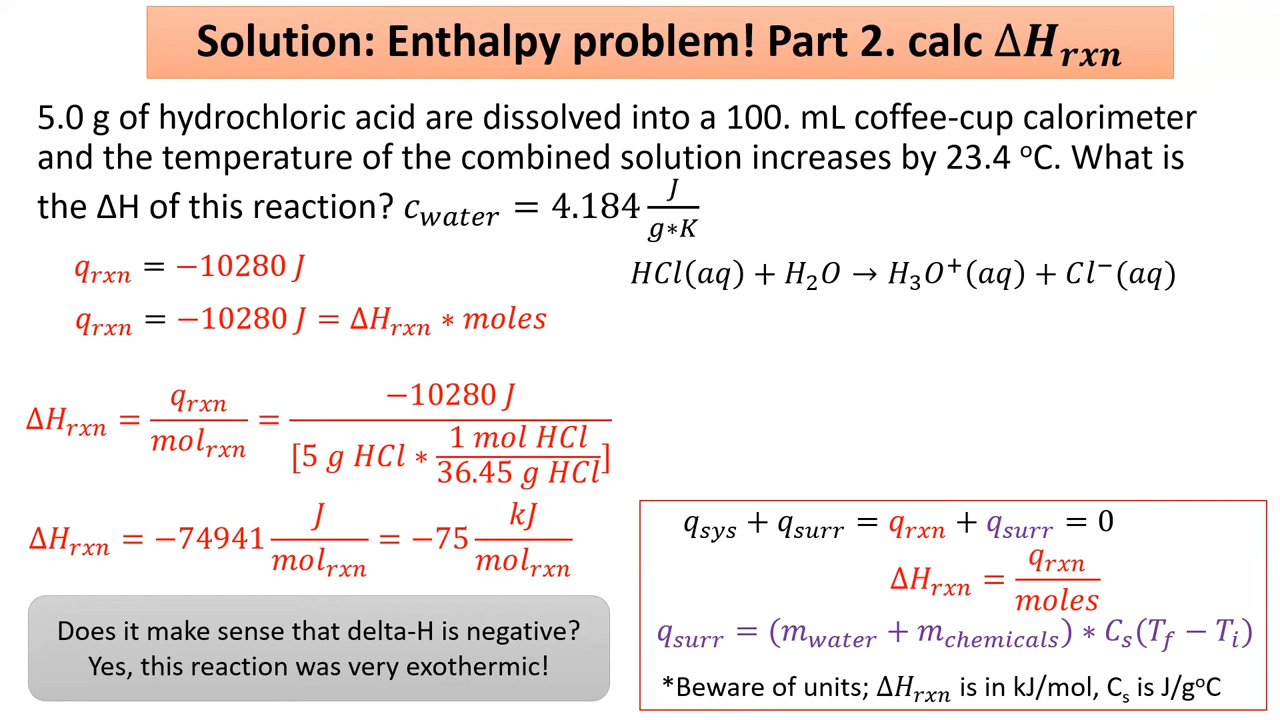 Solution: Enthalpy problem! Part 2. calc ΔH_rxn
5.0 g of hydrochloric acid are dissolved into a 100. mL coffee-cup calorimeter
and the temperature of the combined solution increases by 23.4 °C. What is
the ΔH of this reaction? c_water = 4.184 J/(g∗K)
q_rxn = −10280 J
HCl(aq) + H₂O → H₃O⁺(aq) + Cl⁻(aq)
q_rxn = −10280 J = ΔH_rxn ∗ moles
ΔH_rxn = q_rxn/mol_rxn = −10280 J/[5 g HCl ∗ 1 mol HCl/36.45 g HCl]
ΔH_rxn = −74941 J/mol_rxn = −75 kJ/mol_rxn
Does it make sense that delta-H is negative?
Yes, this reaction was very exothermic!
q_sys + q_surr = q_rxn + q_surr = 0
ΔH_rxn = q_rxn/moles
q_surr = (m_water + m_chemicals) ∗ C_s(T_f − T_i)
*Beware of units; ΔH_rxn is in kJ/mol, C_s is J/g°C